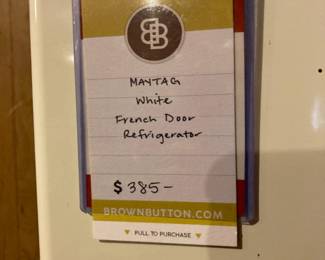 MAYTAG
White
French Door
Refrigerator
$385-
BROWNBUTTON.COM
▼ PULL TO PURCHASE ▼